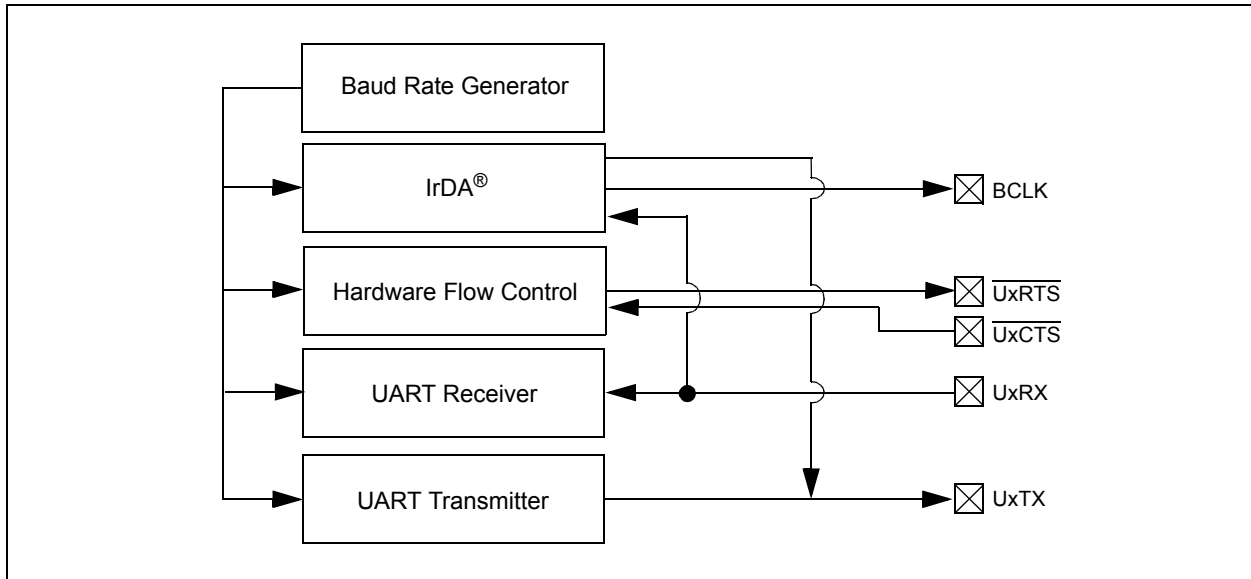 Baud Rate Generator
IrDA®
BCLK
Hardware Flow Control
UxRTS
UxCTS
UART Receiver
UxRX
UART Transmitter
UxTX